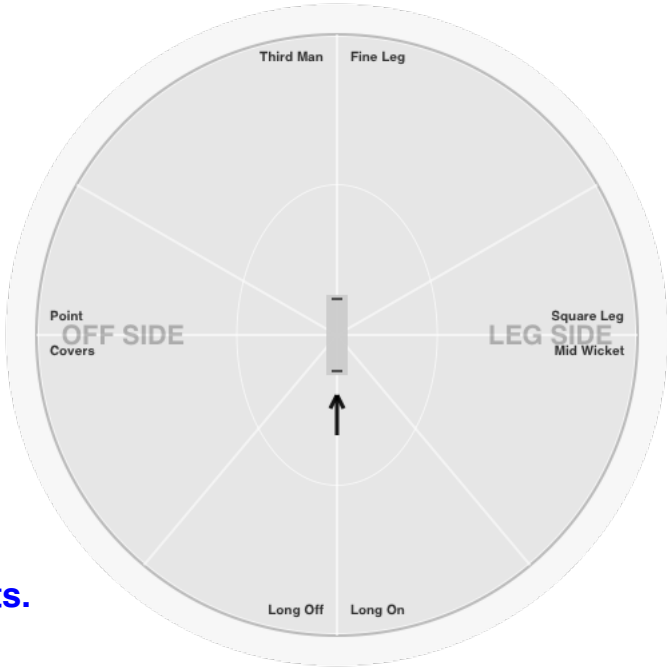 Third Man
Fine Leg
Point
Square Leg
OFF SIDE
LEG SIDE
Covers
Mid Wicket
Long Off
Long On